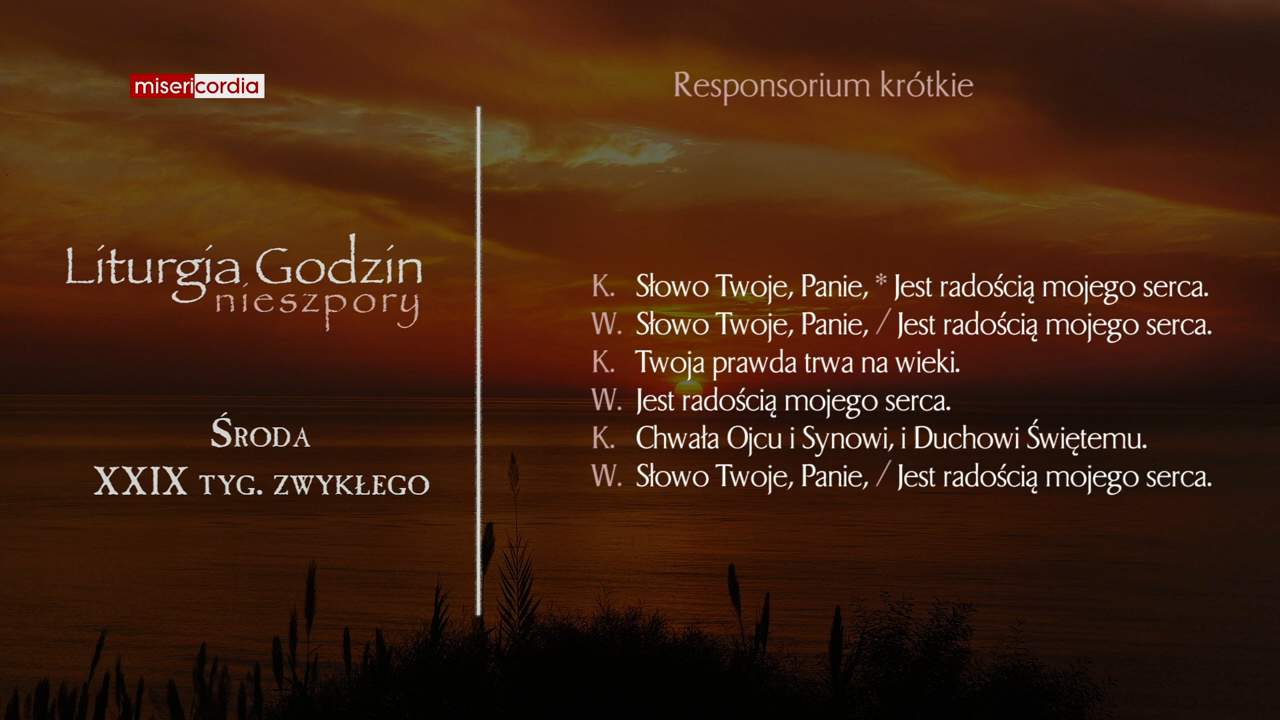 misericordia
Liturgia Godzin
nieszpory
Środa
XXIX tyg. zwykłego
Responsorium krótkie
K. Słowo Twoje, Panie, * Jest radością mojego serca.
W. Słowo Twoje, Panie, / Jest radością mojego serca.
K. Twoja prawda trwa na wieki.
W. Jest radością mojego serca.
K. Chwała Ojcu i Synowi, i Duchowi Świętemu.
W. Słowo Twoje, Panie, / Jest radością mojego serca.